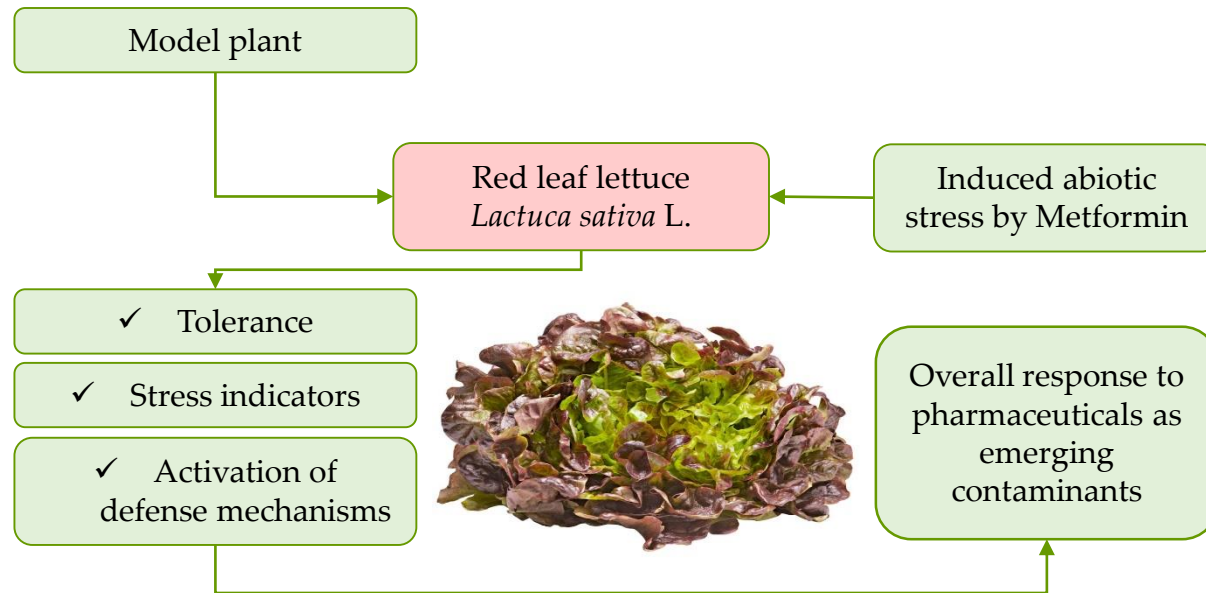 Model plant
Red leaf lettuce
Lactuca sativa L.
Induced abiotic
stress by Metformin
✓ Tolerance
✓ Stress indicators
✓ Activation of
defense mechanisms
Overall response to
pharmaceuticals as
emerging
contaminants